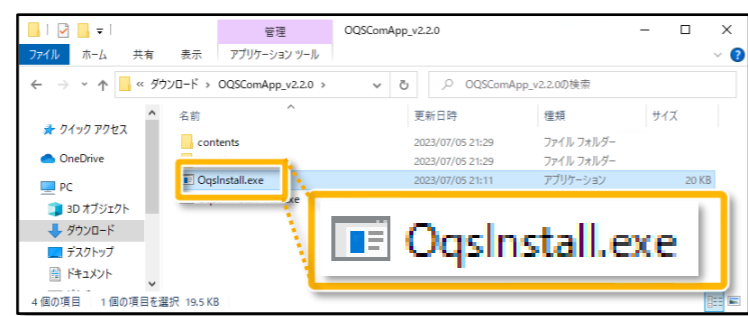 管理
OQSComApp_v2.2.0
ファイル ホーム 共有 表示 アプリケーション ツール
« ダウンロード › OQSComApp_v2.2.0 ›
OQSComApp_v2.2.0の検索
名前 更新日時 種類 サイズ
クイック アクセス
OneDrive
PC
3D オブジェクト
ダウンロード
デスクトップ
ドキュメント
contents 2023/07/05 21:29 ファイル フォルダー
2023/07/05 21:29 ファイル フォルダー
OqsInstall.exe 2023/07/05 21:11 アプリケーション 20 KB
OqsInstall.exe
4 個の項目 1 個の項目を選択 19.5 KB